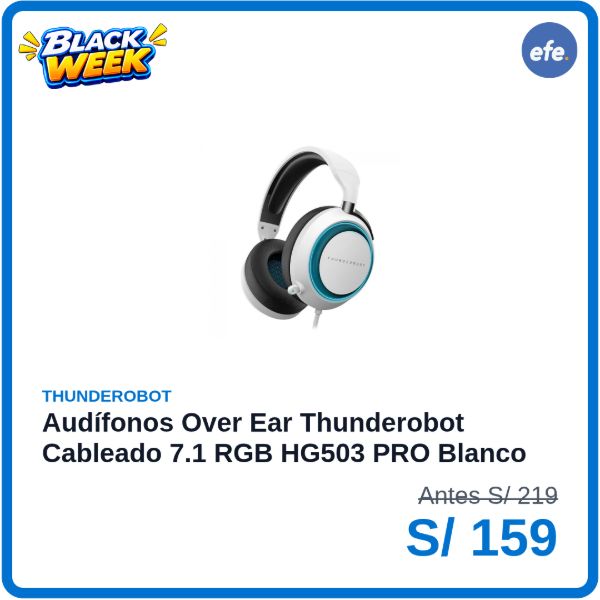 BLACK
WEEK
efe.
THUNDEROBOT
THUNDEROBOT
Audífonos Over Ear Thunderobot
Cableado 7.1 RGB HG503 PRO Blanco
Antes S/ 219
S/ 159